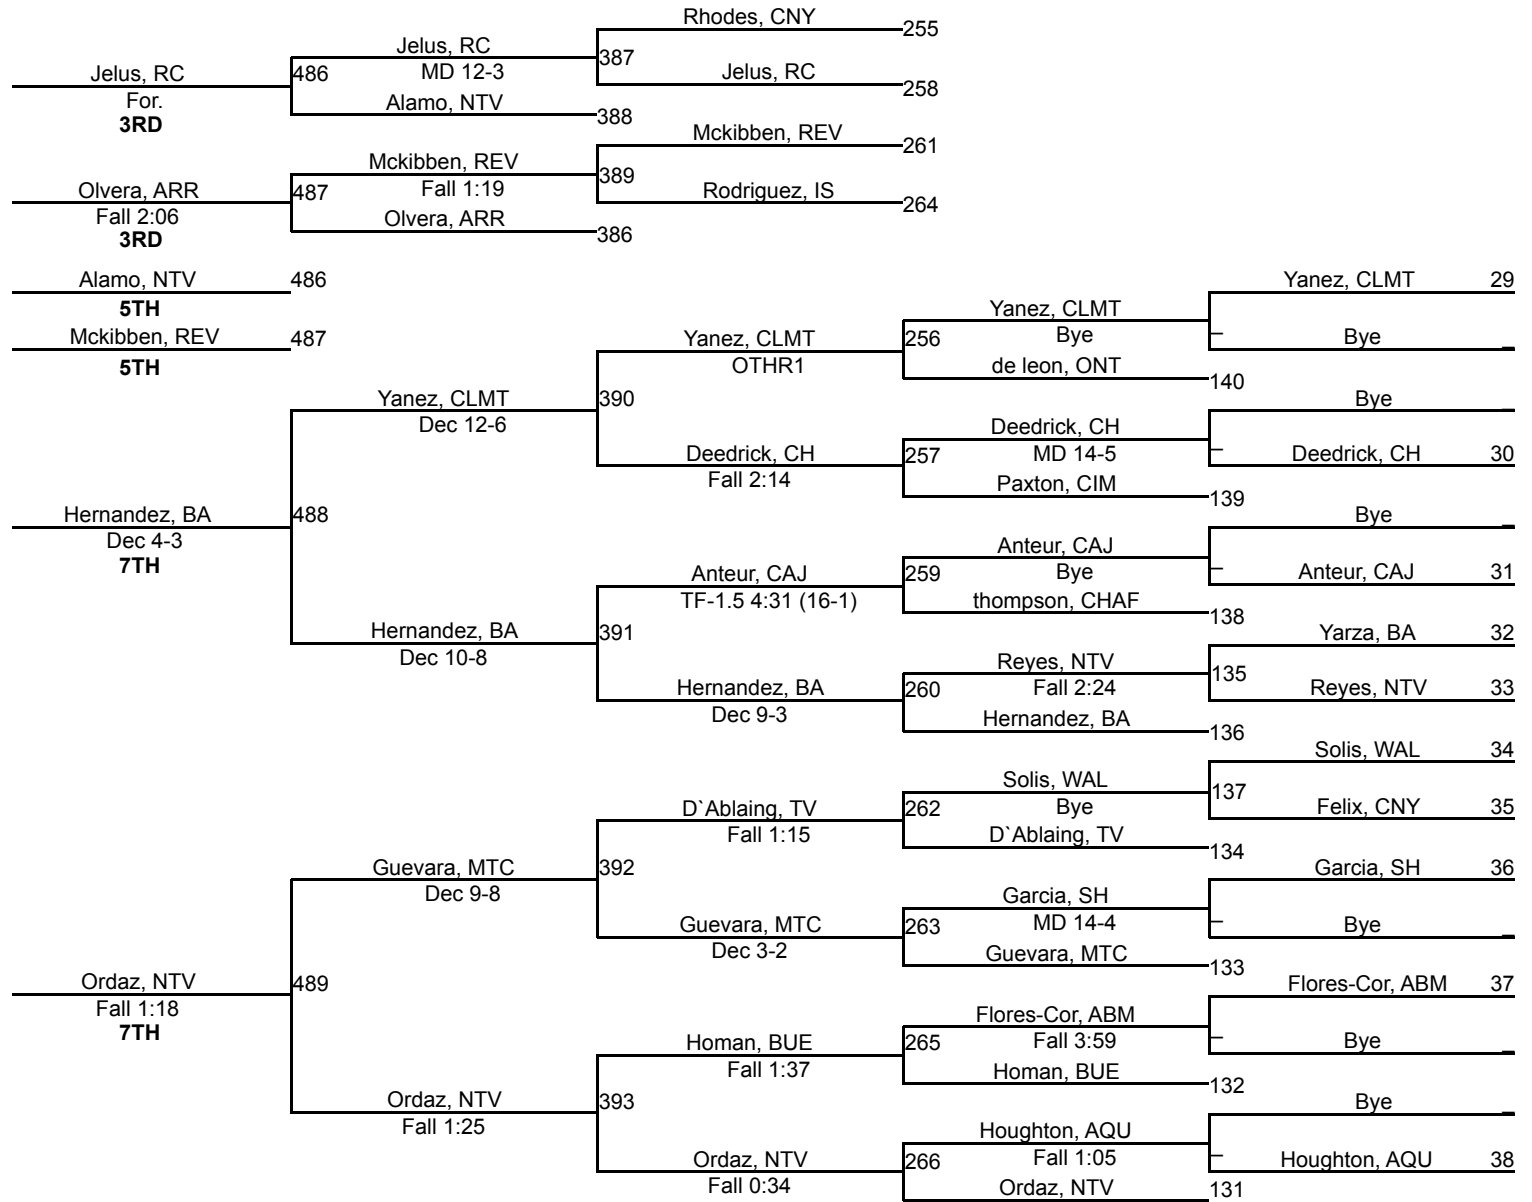 Rhodes, CNY
255
Jelus, RC
387
Jelus, RC
486
MD 12-3
Jelus, RC
258
For.
Alamo, NTV
388
3RD
Mckibben, REV
261
Mckibben, REV
389
Olvera, ARR
487
Fall 1:19
Rodriguez, IS
264
Fall 2:06
Olvera, ARR
386
3RD
Alamo, NTV
486
Yanez, CLMT
29
5TH
Yanez, CLMT
Mckibben, REV
487
Yanez, CLMT
256
Bye
Bye
5TH
OTHR1
de leon, ONT
140
Yanez, CLMT
390
Bye
Dec 12-6
Deedrick, CH
Deedrick, CH
257
MD 14-5
Deedrick, CH
30
Fall 2:14
Paxton, CIM
139
Hernandez, BA
488
Bye
Dec 4-3
Anteur, CAJ
7TH
Anteur, CAJ
259
Bye
Anteur, CAJ
31
TF-1.5 4:31 (16-1)
thompson, CHAF
138
Hernandez, BA
391
Yarza, BA
32
Dec 10-8
Reyes, NTV
135
Hernandez, BA
260
Fall 2:24
Reyes, NTV
33
Dec 9-3
Hernandez, BA
136
Solis, WAL
34
Solis, WAL
137
D`Ablaing, TV
262
Bye
Felix, CNY
35
Fall 1:15
D`Ablaing, TV
134
Guevara, MTC
392
Garcia, SH
36
Dec 9-8
Garcia, SH
Guevara, MTC
263
MD 14-4
Bye
Dec 3-2
Guevara, MTC
133
Ordaz, NTV
489
Flores-Cor, ABM
37
Fall 1:18
Flores-Cor, ABM
7TH
Homan, BUE
265
Fall 3:59
Bye
Fall 1:37
Homan, BUE
132
Ordaz, NTV
393
Bye
Fall 1:25
Houghton, AQU
Ordaz, NTV
266
Fall 1:05
Houghton, AQU
38
Fall 0:34
Ordaz, NTV
131